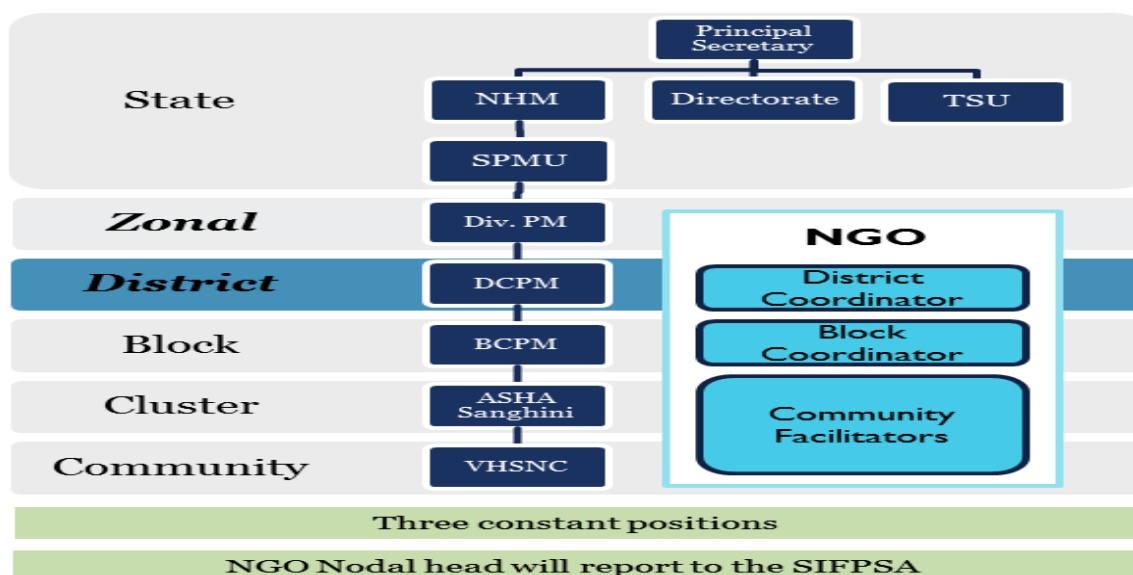 Principal
Secretary
State
NHM
Directorate
TSU
SPMU
Zonal
Div. PM
NGO
District
DCPM
District
Coordinator
Block
BCPM
Block
Coordinator
Cluster
ASHA
Sanghini
Community
Facilitators
Community
VHSNC
Three constant positions
NGO Nodal head will report to the SIFPSA